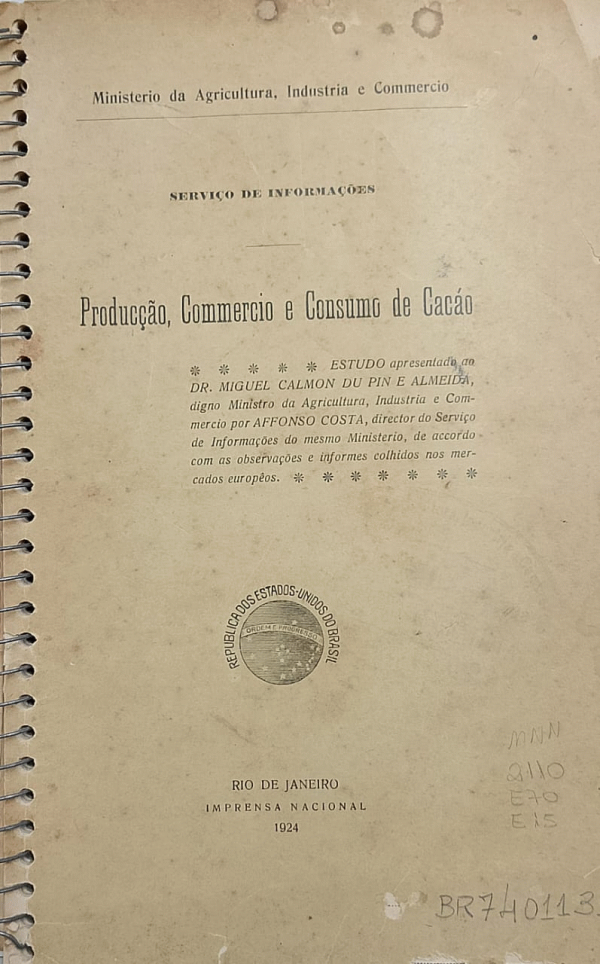 Ministerio da Agricultura, Industria e Commercio
SERVIÇO DE INFORMAÇÕES
Producção, Commercio e Consumo de Cacáo
ESTUDO apresentado ao
DR. MIGUEL CALMON DU PIN E ALMEIDA,
digno Ministro da Agricultura, Industria e Com-
mercio por AFFONSO COSTA, director do Serviço
de Informações do mesmo Ministerio, de accordo
com as observações e informes colhidos nos mer-
cados europêos.
REPUBLICA DOS ESTADOS-UNIDOS DO BRASIL
ORDEM E PROGRESSO
RIO DE JANEIRO
IMPRENSA NACIONAL
1924
E70
E15
BR740113